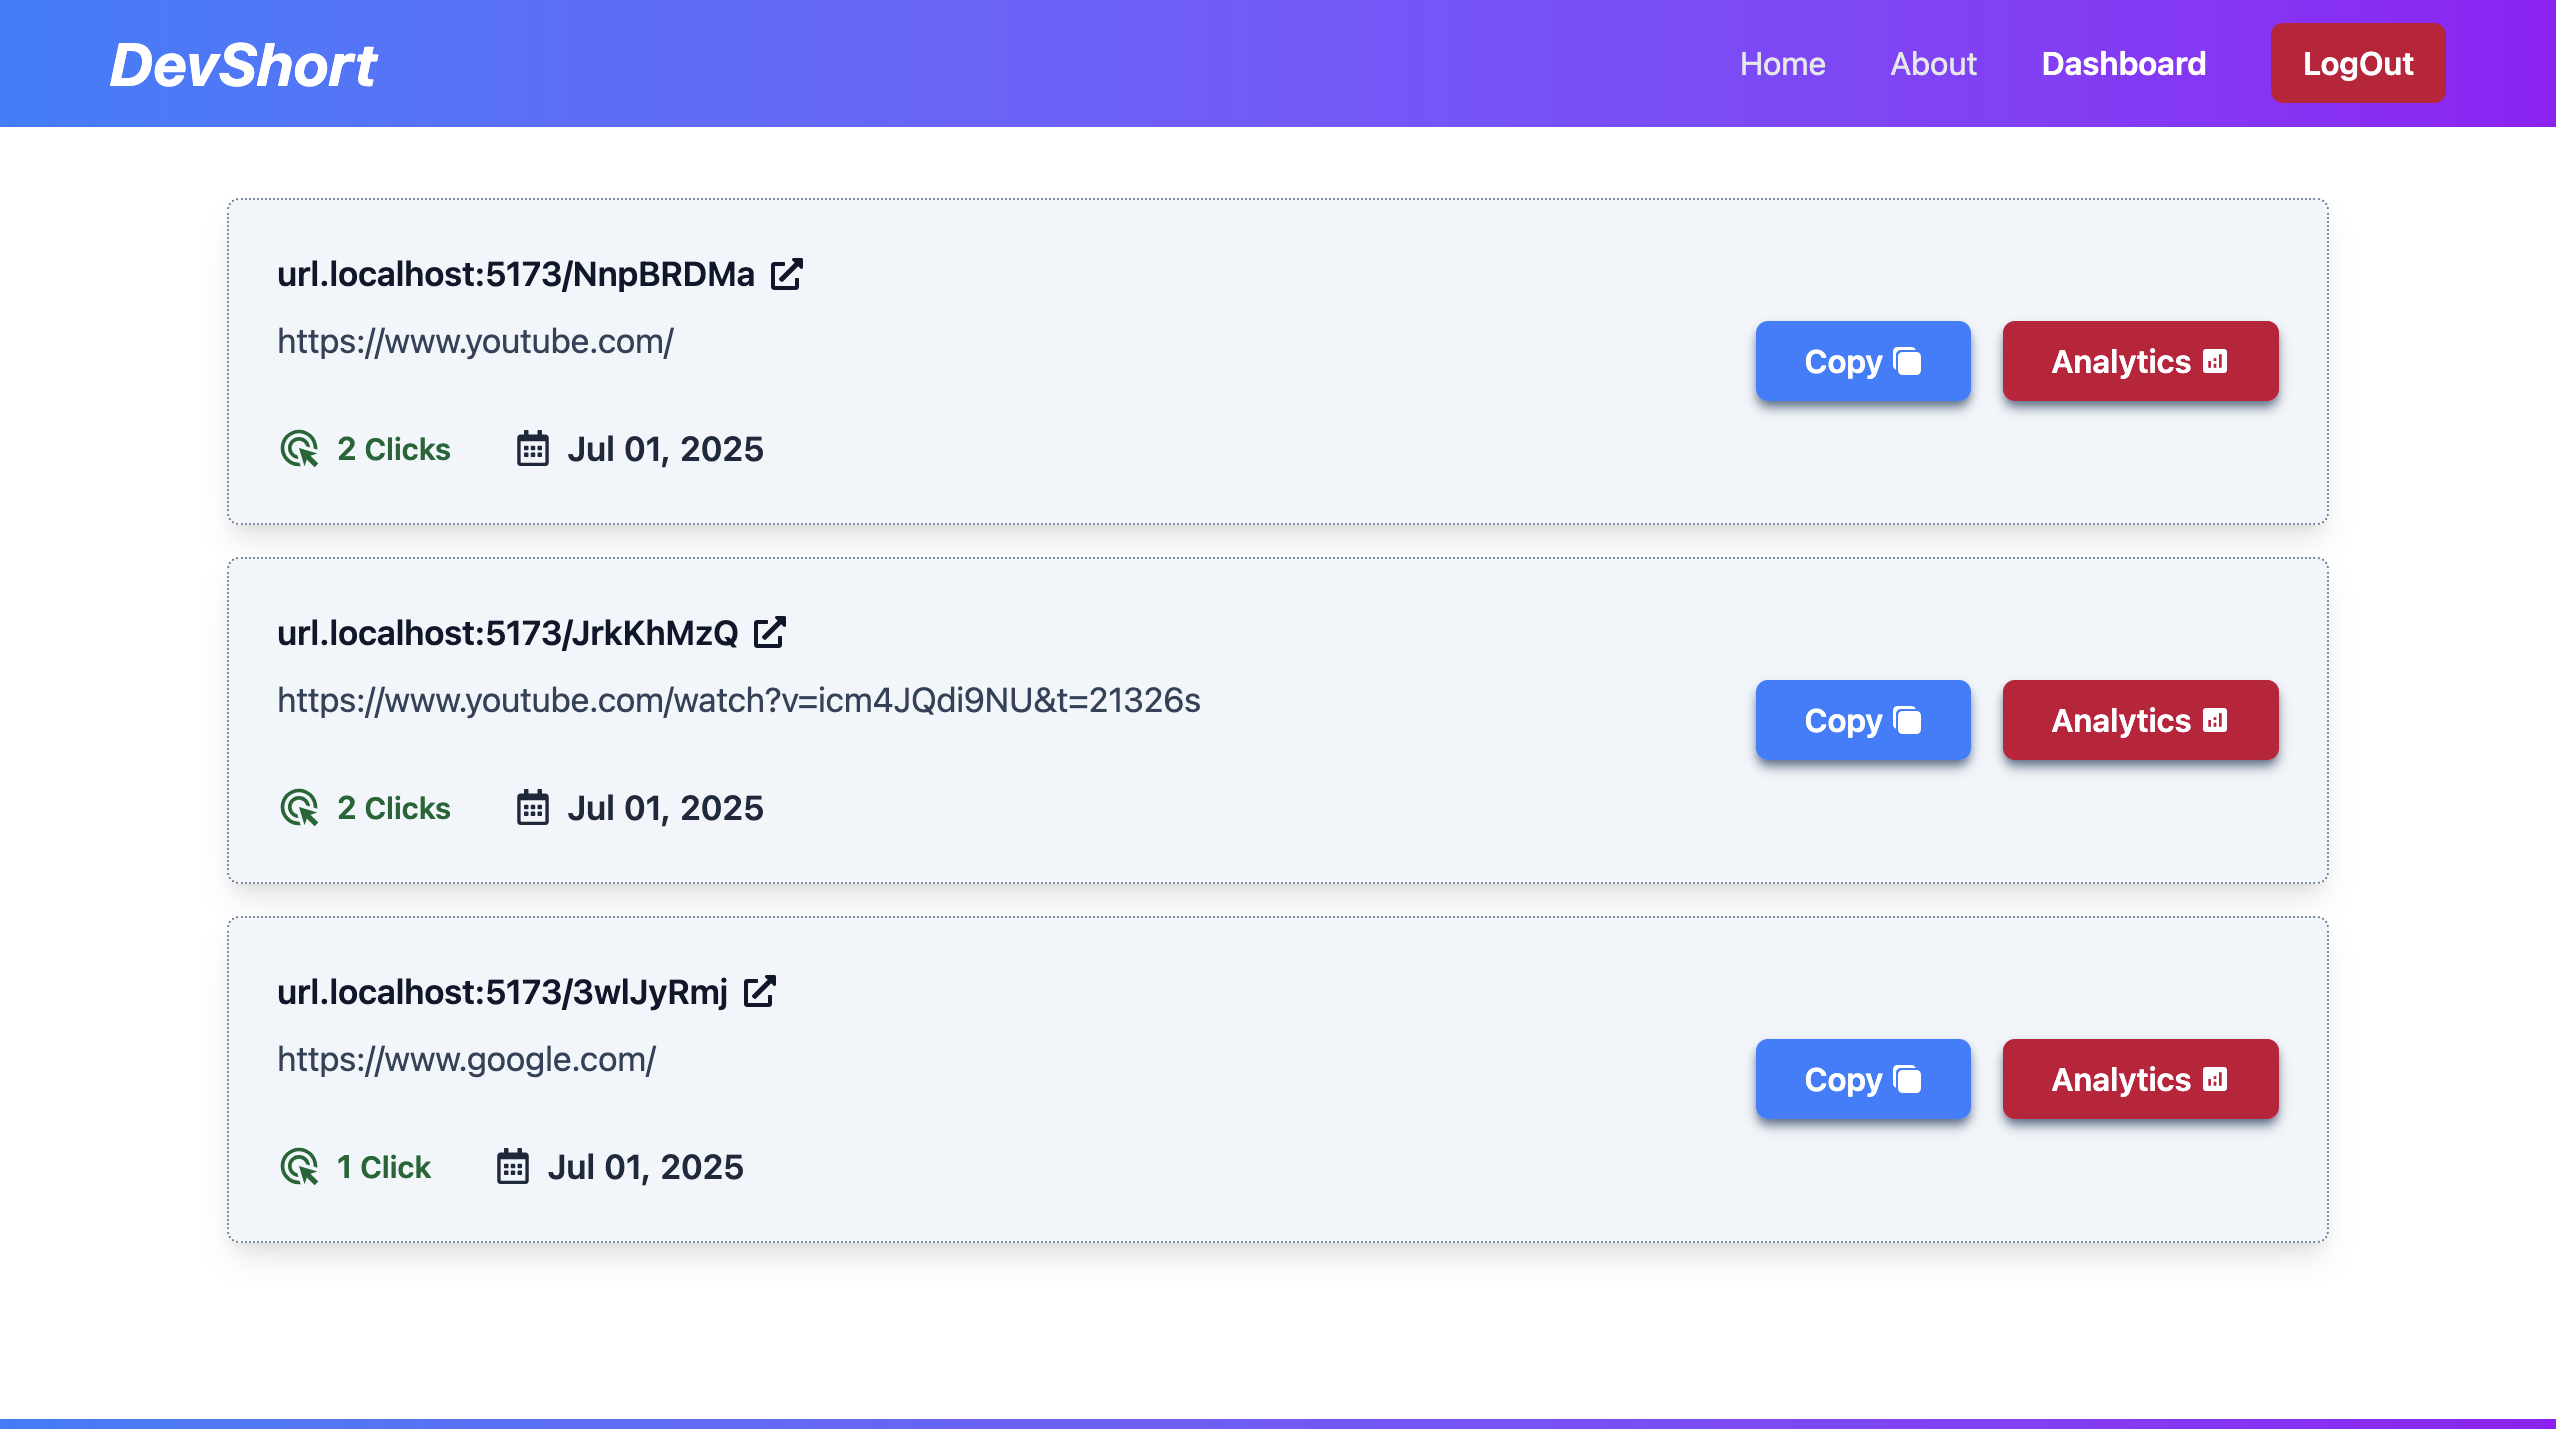 DevShort
Home About Dashboard LogOut
url.localhost:5173/NnpBRDMa
https://www.youtube.com/
Copy Analytics
2 Clicks Jul 01, 2025
url.localhost:5173/JrkKhMzQ
https://www.youtube.com/watch?v=icm4JQdi9NU&t=21326s
Copy Analytics
2 Clicks Jul 01, 2025
url.localhost:5173/3wlJyRmj
https://www.google.com/
Copy Analytics
1 Click Jul 01, 2025